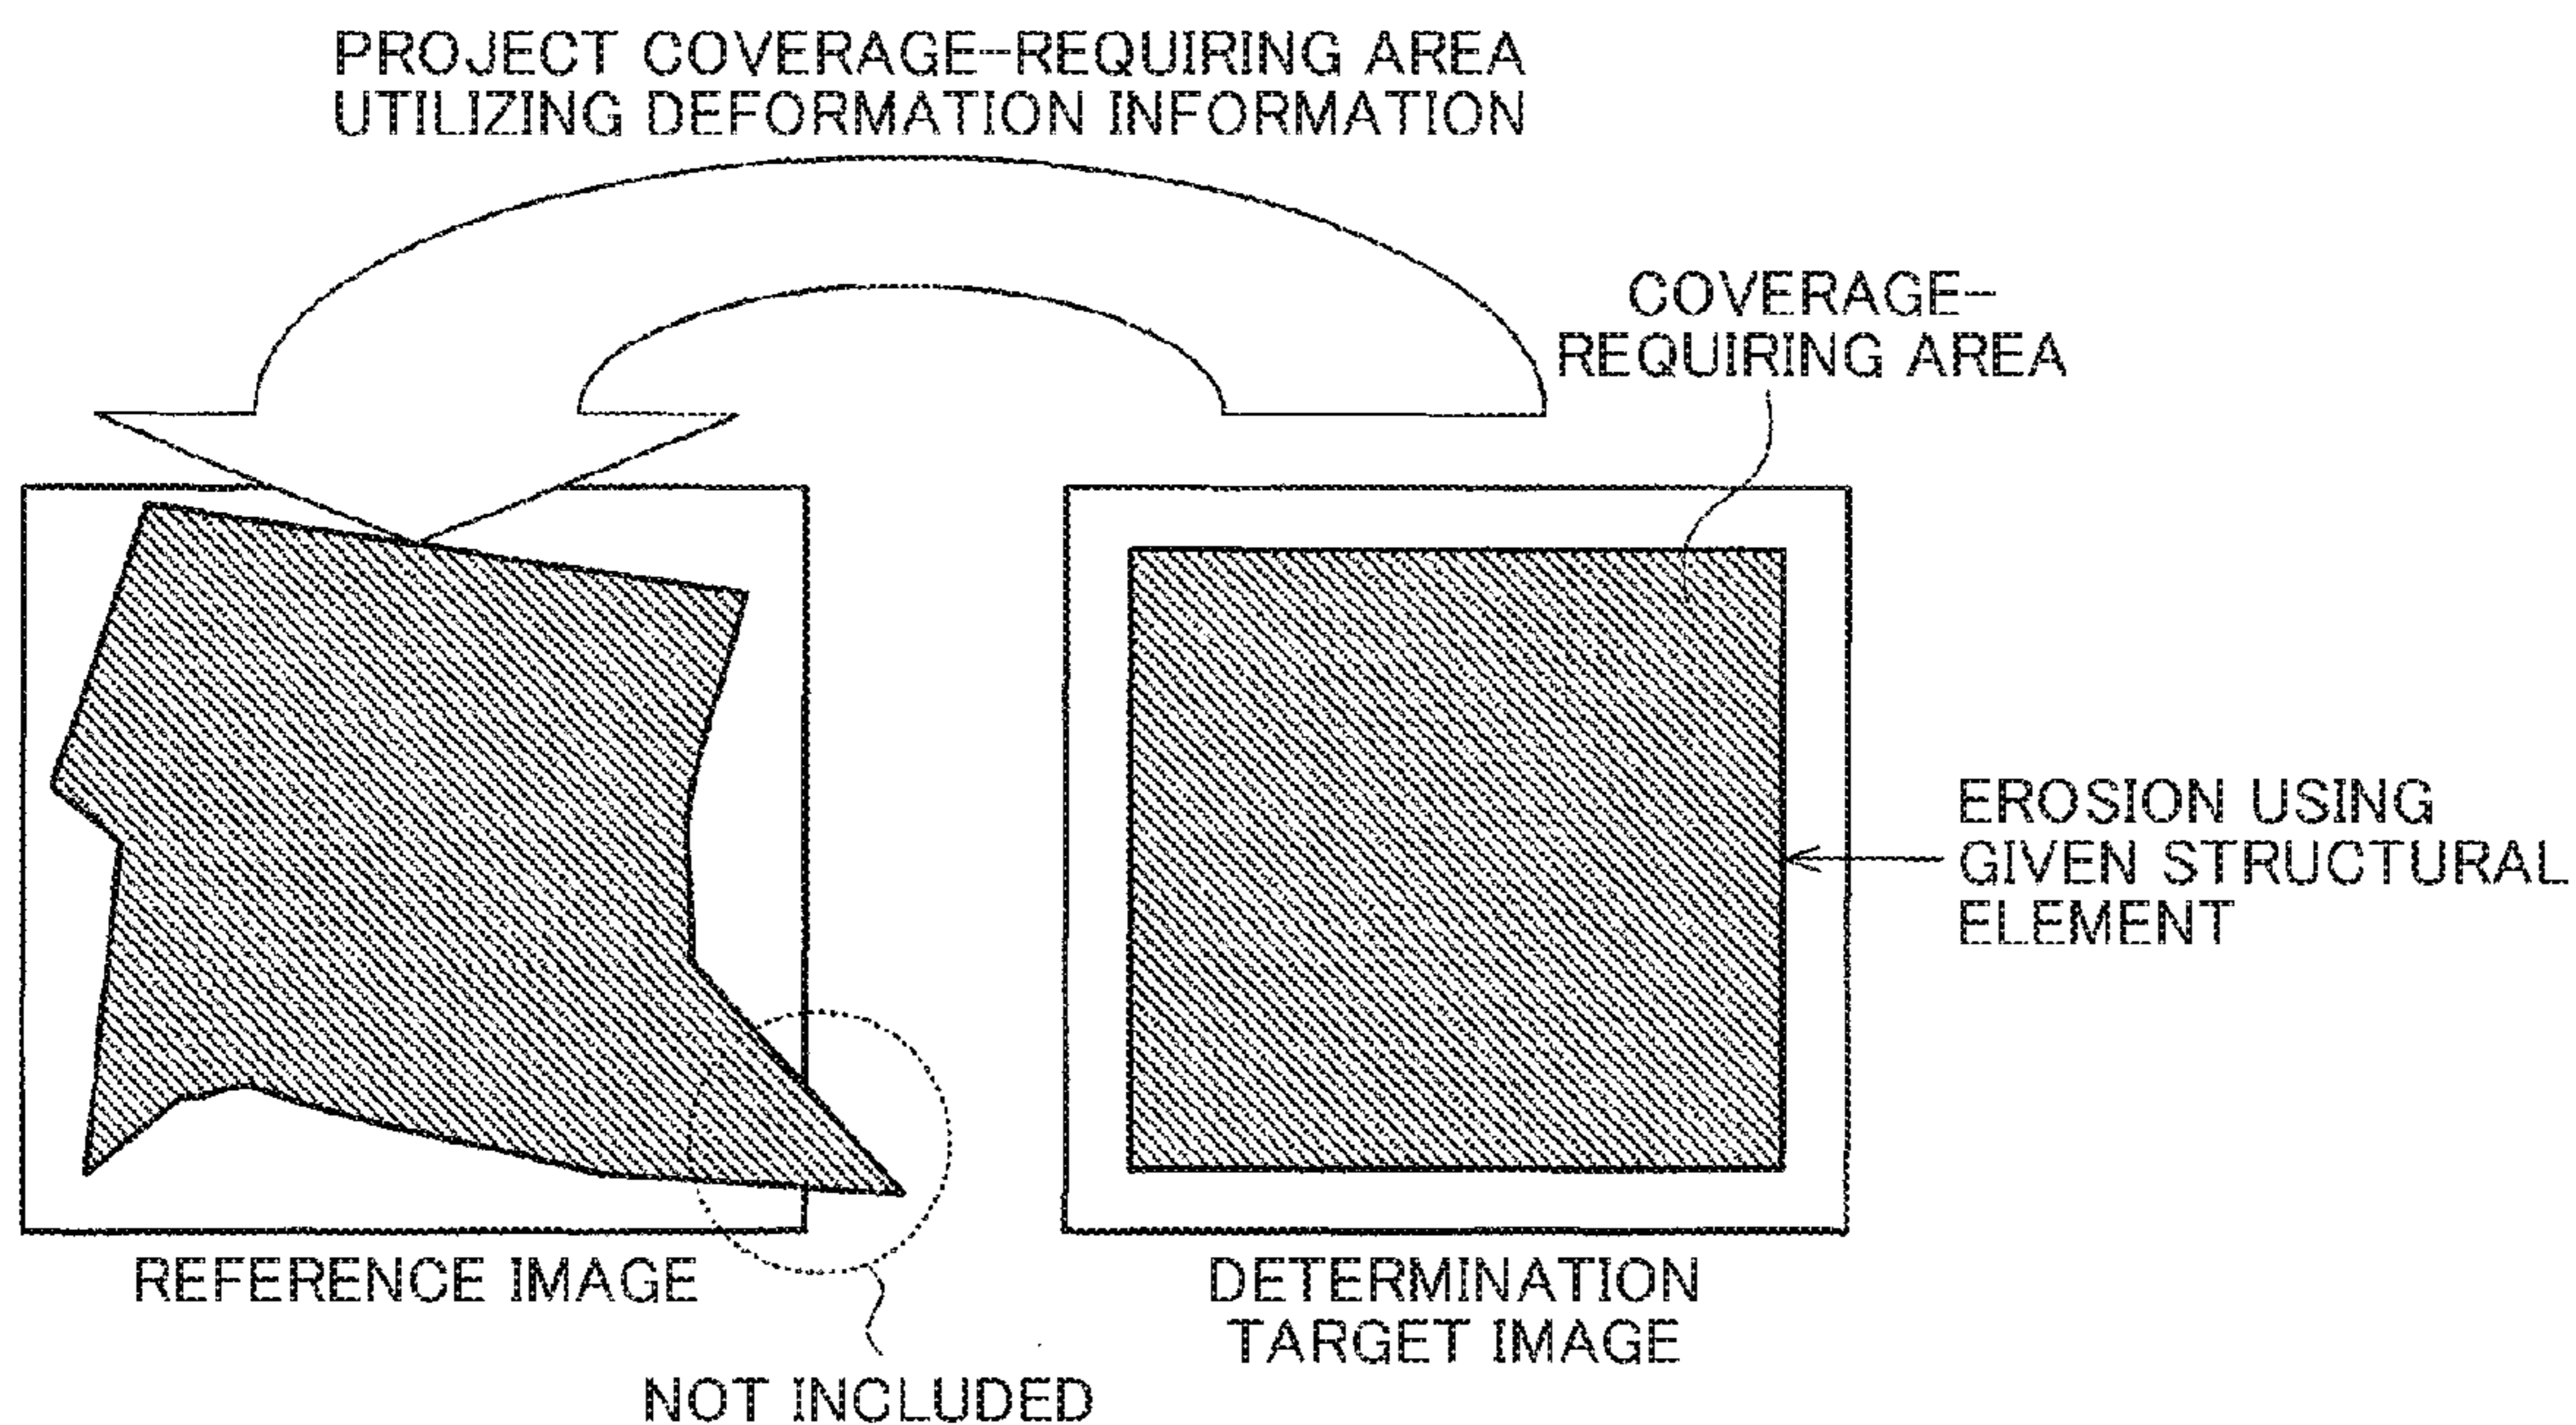 PROJECT COVERAGE-REQUIRING AREA
UTILIZING DEFORMATION INFORMATION
COVERAGE-
REQUIRING AREA
EROSION USING
GIVEN STRUCTURAL
ELEMENT
REFERENCE IMAGE
DETERMINATION
TARGET IMAGE
NOT INCLUDED